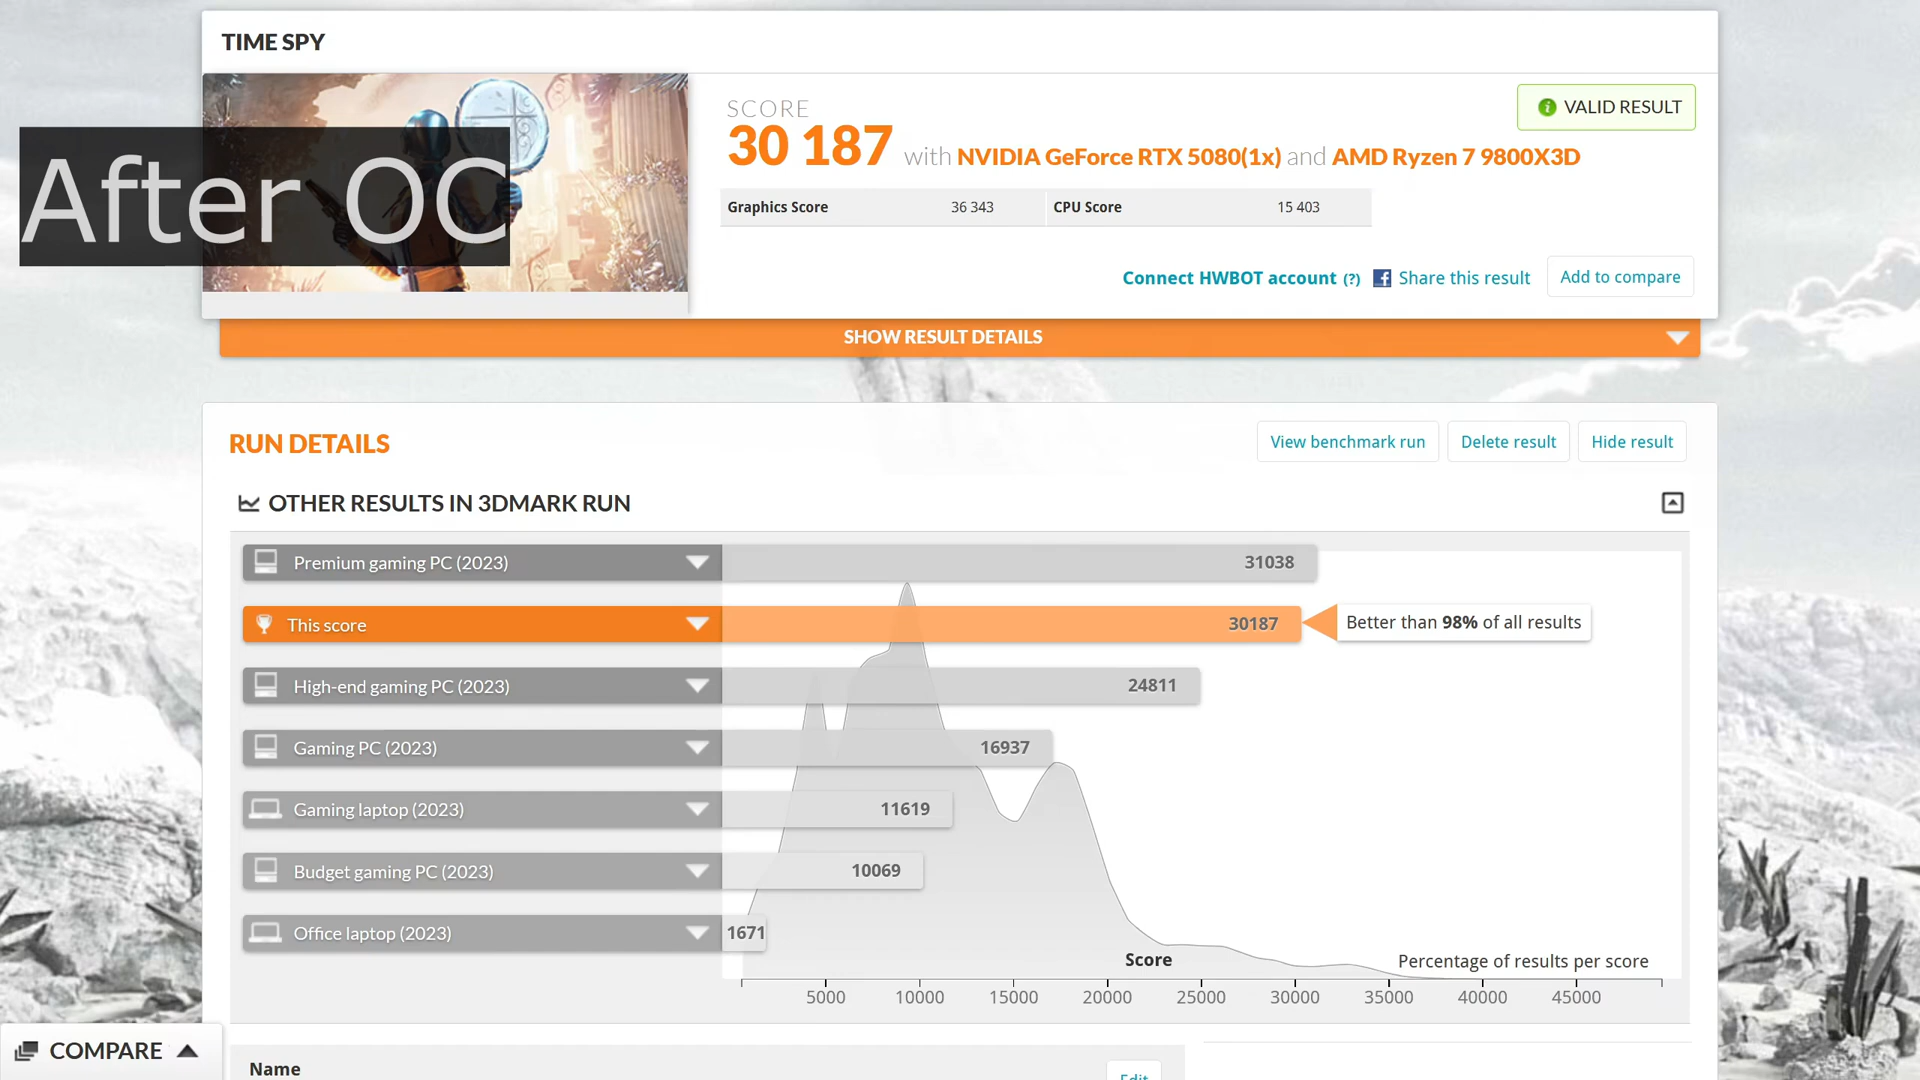 TIME SPY
After OC
SCORE
30 187 with NVIDIA GeForce RTX 5080(1x) and AMD Ryzen 7 9800X3D
VALID RESULT
Graphics Score 36 343 CPU Score 15 403
Connect HWBOT account (?) Share this result Add to compare
SHOW RESULT DETAILS
RUN DETAILS
View benchmark run Delete result Hide result
OTHER RESULTS IN 3DMARK RUN
Premium gaming PC (2023) 31038
This score 30187 Better than 98% of all results
High-end gaming PC (2023) 24811
Gaming PC (2023) 16937
Gaming laptop (2023) 11619
Budget gaming PC (2023) 10069
Office laptop (2023) 1671
Score Percentage of results per score
5000 10000 15000 20000 25000 30000 35000 40000 45000
COMPARE
Name Edit